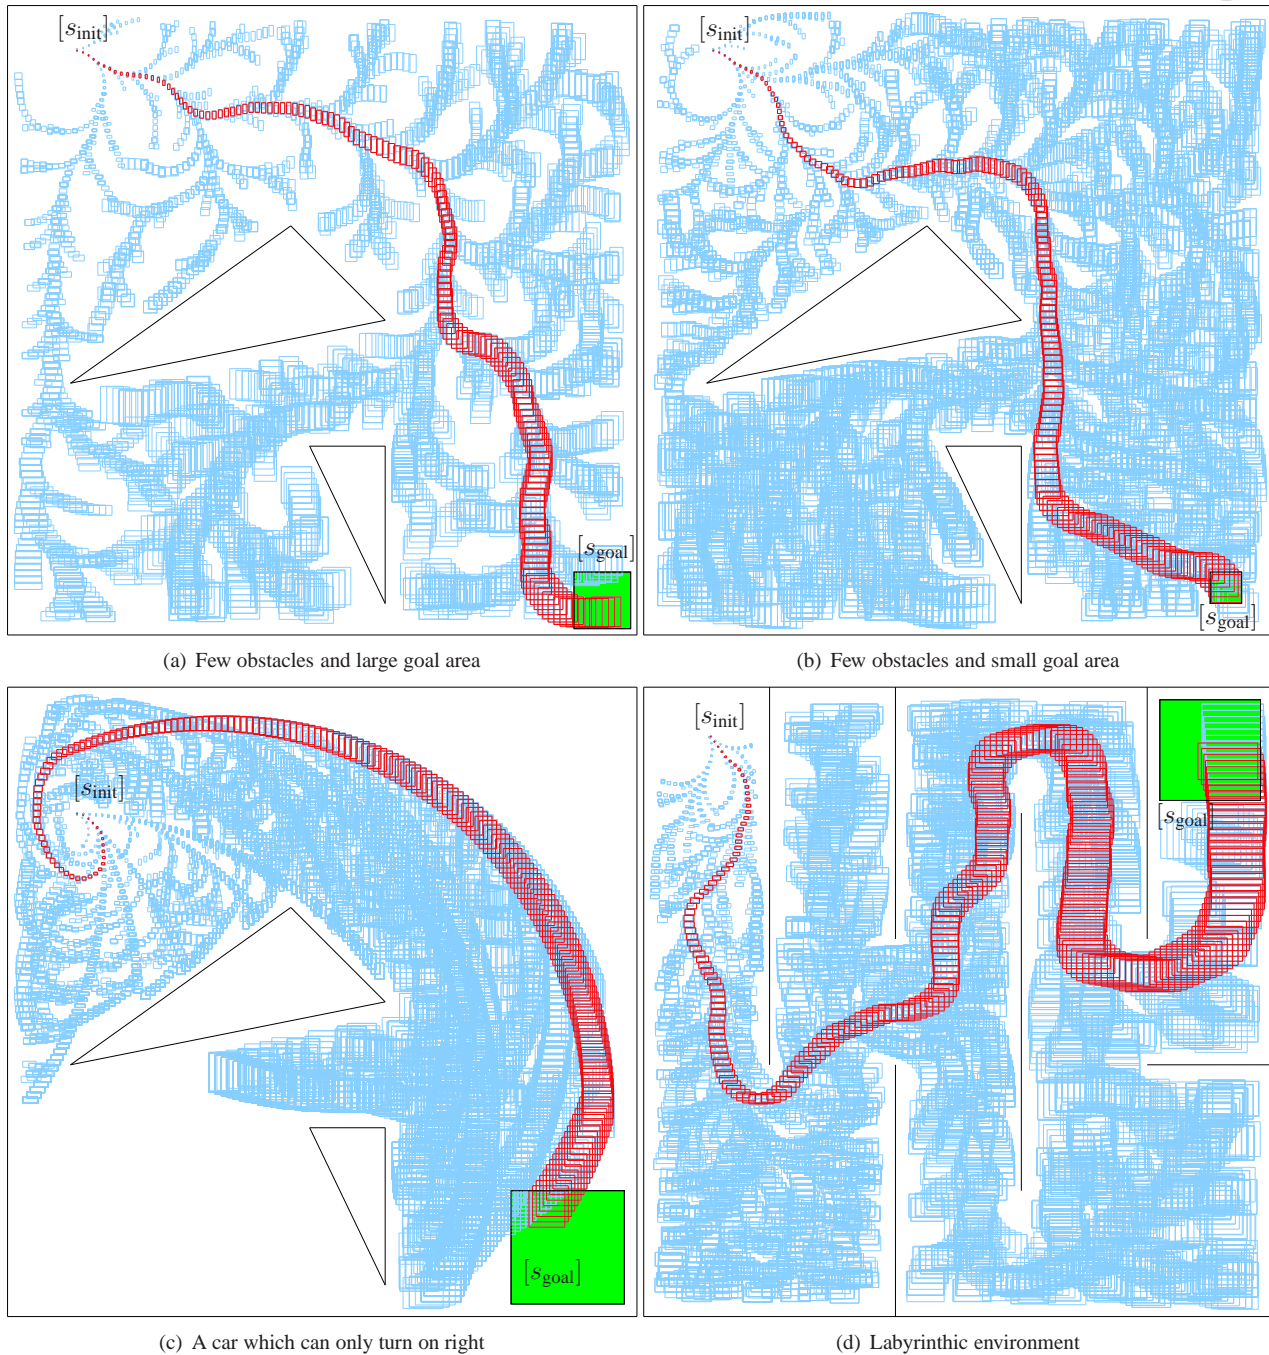 [s_init]
[s_init]
[s_goal]
[s_goal]
(a) Few obstacles and large goal area
(b) Few obstacles and small goal area
[s_init]
[s_goal]
[s_init]
[s_goal]
(c) A car which can only turn on right
(d) Labyrinthic environment